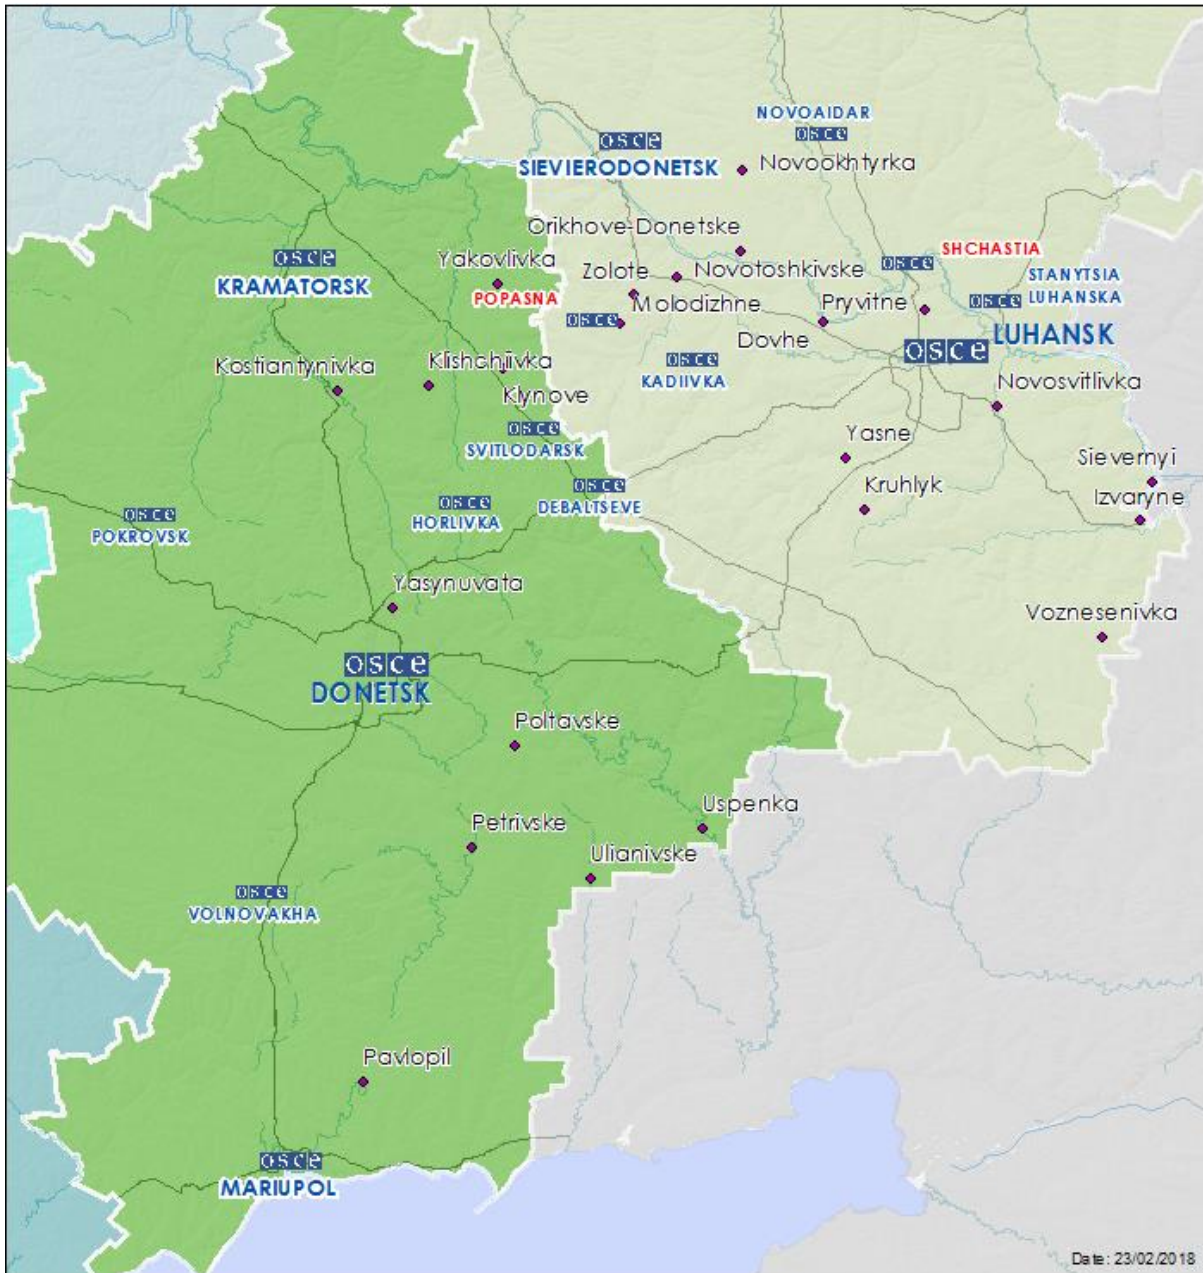 NOVOAIDAR
osce
osce
SIEVIERODONETSK
Novookhtyrka
Orikhove-Donetske
SHCHASTIA
osce
KRAMATORSK
Yakovlivka
POPASNA
Zolote
Novotoshkivske
osce
STANYTSIA
LUHANSKA
osce
Molodizhne
osce
Pryvitne
Dovhe
LUHANSK
osce
Kostiantynivka
Klishchiivka
Klynove
osce
KADIIVKA
Novosvitlivka
osce
SVITLODARSK
Yasne
Sievernyi
Kruhlyk
Izvaryne
osce
POKROVSK
osce
HORLIVKA
osce
DEBALTSEVE
Yasynuvata
Voznesenivka
osce
DONETSK
Poltavske
Uspenka
Petrivske
Ulianivske
osce
VOLNOVAKHA
Pavlopil
osce
MARIUPOL
Date: 23/02/2018